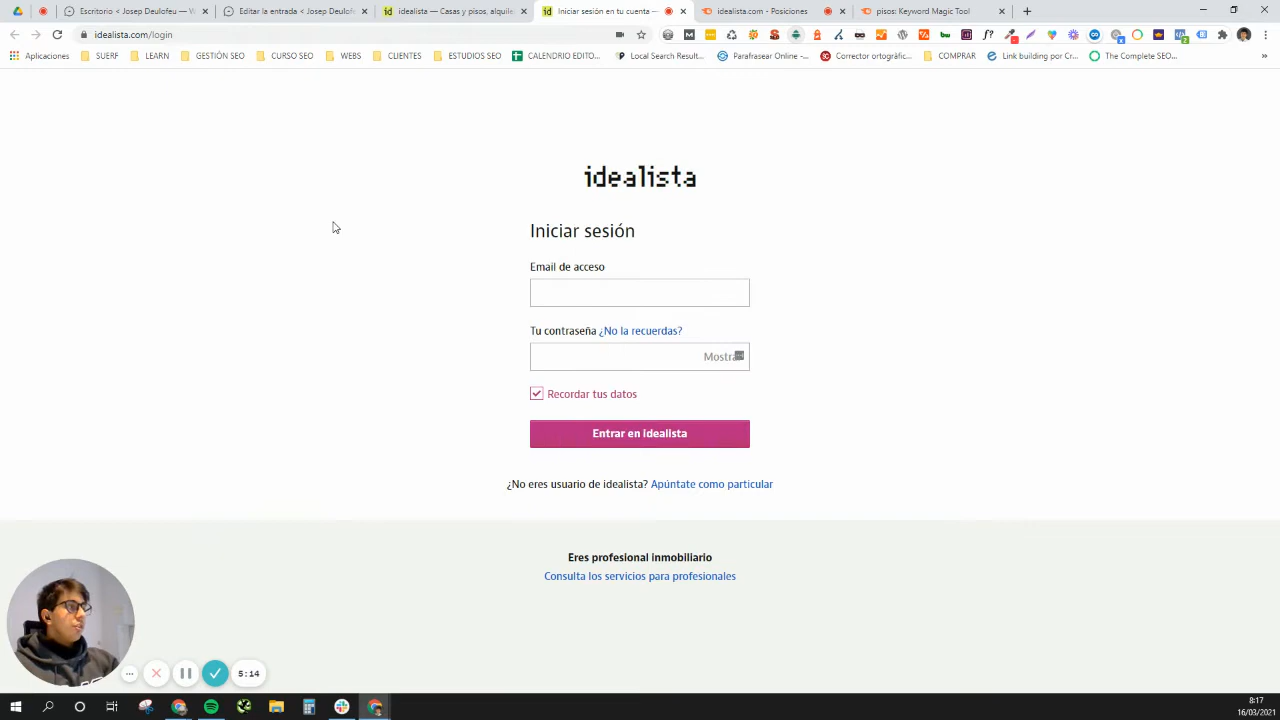 Escritorio < Josep Deulofeu — W
Editar la entrada < Josep Deulofeu
idealista — Casas y pisos, alquile
Iniciar sesión en tu cuenta —
idealista.com - Posiciones
pisos: Keyword Magic Tool
idealista.com/login
Aplicaciones
SUPER
LEARN
GESTIÓN SEO
CURSO SEO
WEBS
CLIENTES
ESTUDIOS SEO
CALENDARIO EDITO...
Local Search Result...
Parafrasear Online -...
Corrector ortográfic...
COMPRAR
Link building por Cr...
The Complete SEO...
idealista
Iniciar sesión
Email de acceso
Tu contraseña ¿No la recuerdas?
Mostra
Recordar tus datos
Entrar en idealista
¿No eres usuario de idealista? Apúntate como particular
Eres profesional inmobiliario
Consulta los servicios para profesionales
5:14
8:17
16/03/2021